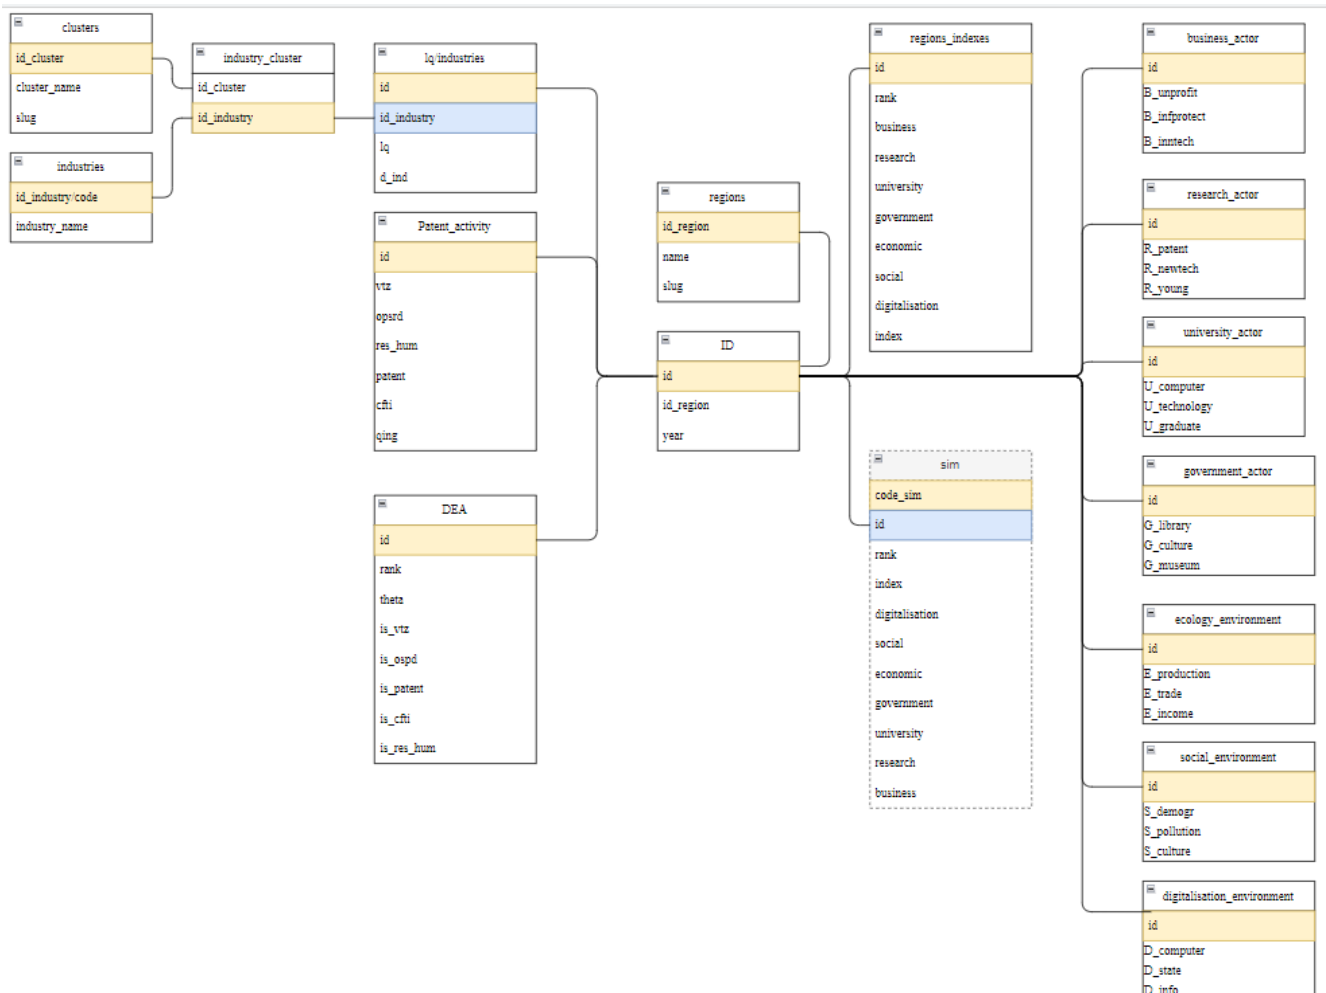 clusters
id_cluster
cluster_name
slug
industries
id_industry/code
industry_name
industry_cluster
id_cluster
id_industry
lq/industries
id
id_industry
lq
d_ind
Patent_activity
id
vtz
opsrd
res_hum
patent
cfti
qing
DEA
id
rank
theta
is_vtz
is_ospd
is_patent
is_cfti
is_res_hum
regions
id_region
name
slug
ID
id
id_region
year
regions_indexes
id
rank
business
research
university
government
economic
social
digitalisation
index
sim
code_sim
id
rank
index
digitalisation
social
economic
government
university
research
business
business_actor
id
B_unprofit
B_infprotect
B_inntech
research_actor
id
R_patent
R_newtech
R_young
university_actor
id
U_computer
U_technology
U_graduate
government_actor
id
G_library
G_culture
G_museum
ecology_environment
id
E_production
E_trade
E_income
social_environment
id
S_demogr
S_pollution
S_culture
digitalisation_environment
id
D_computer
D_state
D_info